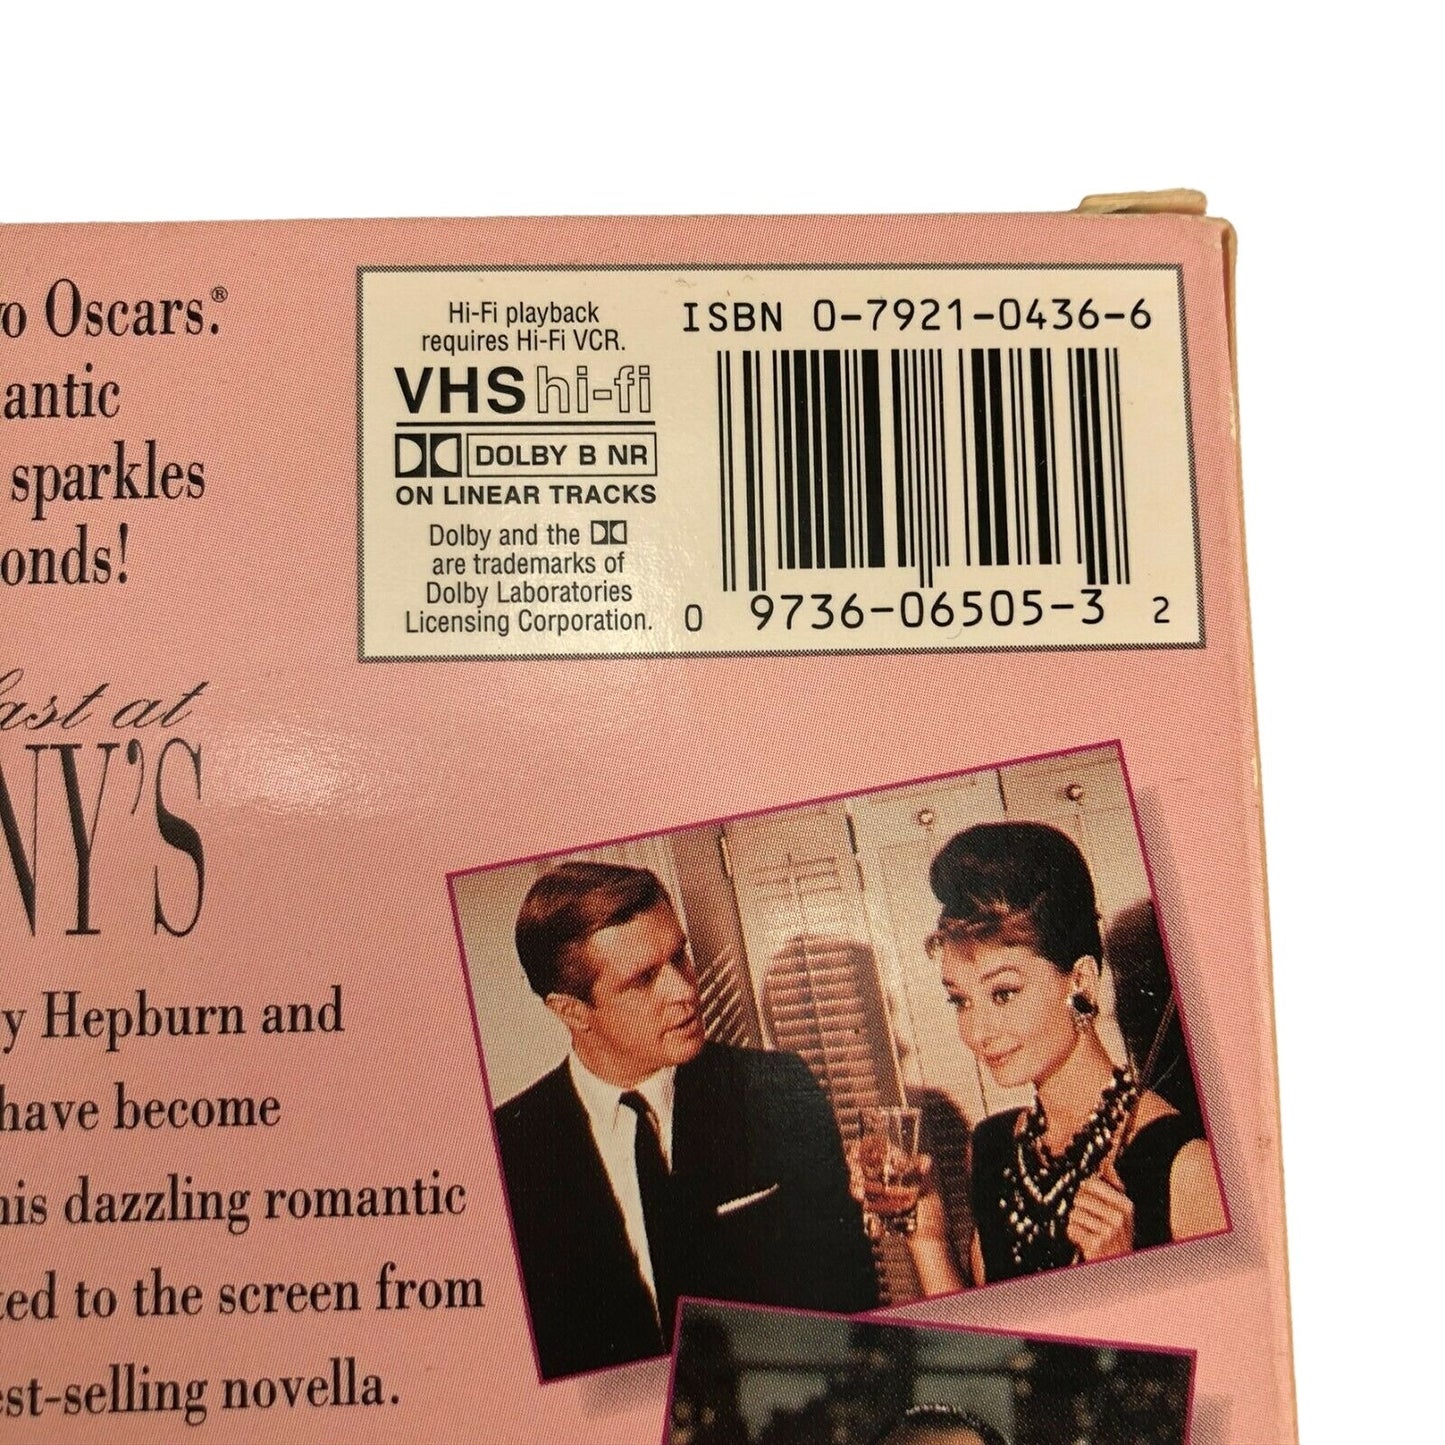 o Oscars.®
antic
sparkles
onds!
Hi-Fi playback
requires Hi-Fi VCR.
VHS hi-fi
DOLBY B NR
ON LINEAR TRACKS
Dolby and the
are trademarks of
Dolby Laboratories
Licensing Corporation.
ISBN 0-7921-0436-6
0 9736-06505-3 2
ast at
NY'S
y Hepburn and
have become
his dazzling romantic
ted to the screen from
est-selling novella.